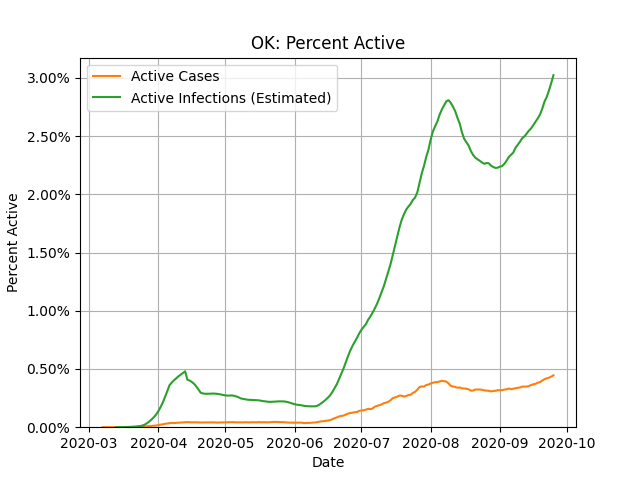 OK: Percent Active
Active Cases
Active Infections (Estimated)
Percent Active
3.00%
2.50%
2.00%
1.50%
1.00%
0.50%
0.00%
2020-03 2020-04 2020-05 2020-06 2020-07 2020-08 2020-09 2020-10
Date